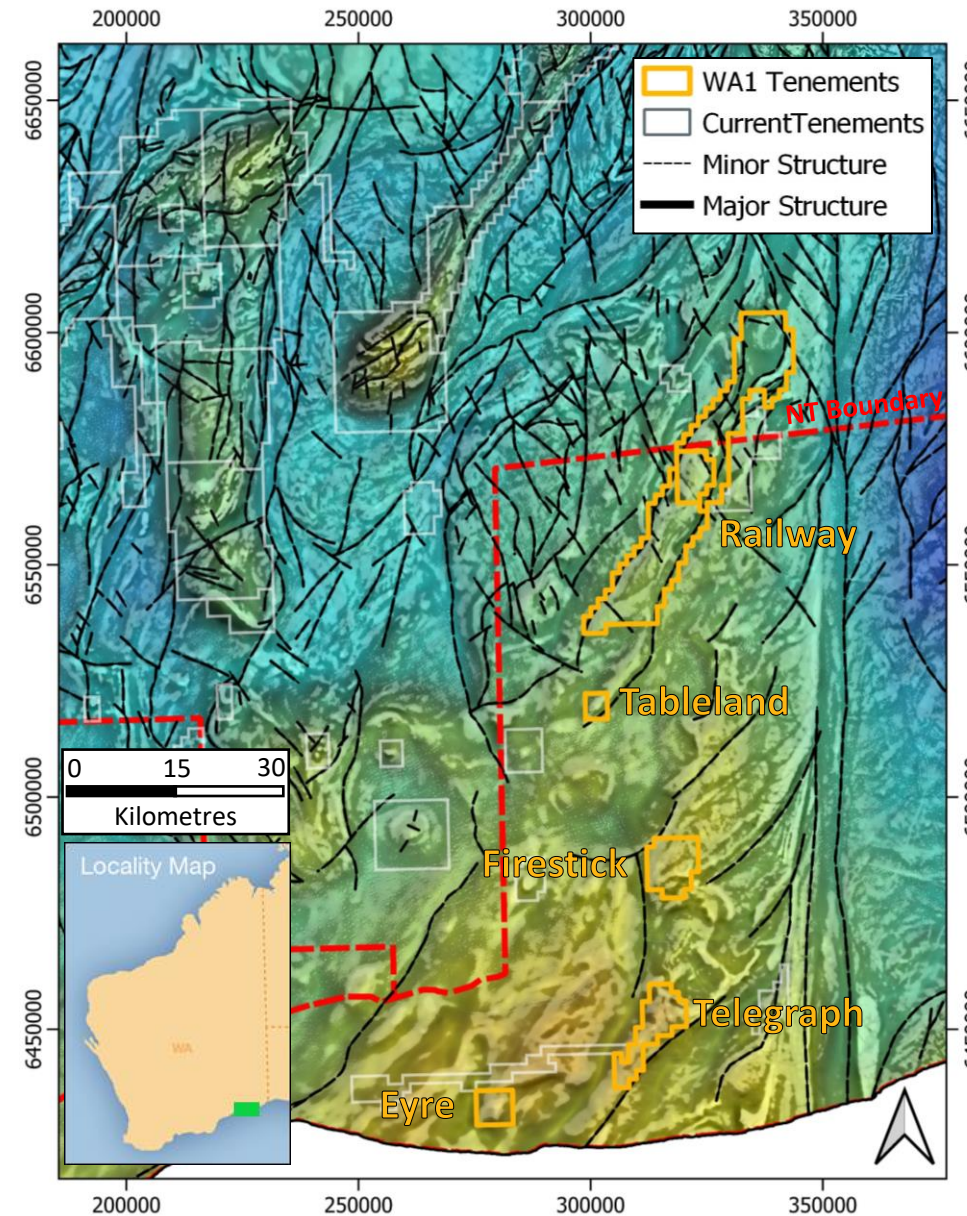 200000 250000 300000 350000
WA1 Tenements
CurrentTenements
Minor Structure
Major Structure
6650000
6600000
6550000
6500000
6450000
NT Boundary
Railway
Tableland
Firestick
Telegraph
Eyre
0 15 30
Kilometres
Locality Map
WA
200000 250000 300000 350000